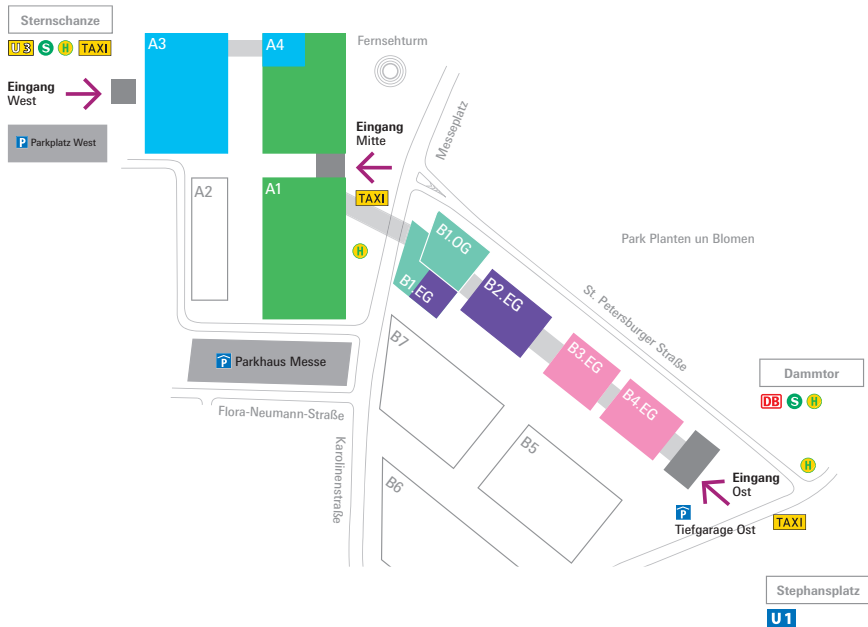 Sternschanze
U3 S H TAXI
A3
A4
Fernsehturm
Eingang
West
P Parkplatz West
Eingang
Mitte
TAXI
Messeplatz
A2
A1
H
B1.OG
B1.EG
B2.EG
Park Planten un Blomen
St. Petersburger Straße
B7
B3.EG
B4.EG
P Parkhaus Messe
Dammtor
DB S H
Flora-Neumann-Straße
Karolinenstraße
B5
B6
H
Eingang
Ost
P
Tiefgarage Ost
TAXI
Stephansplatz
U1